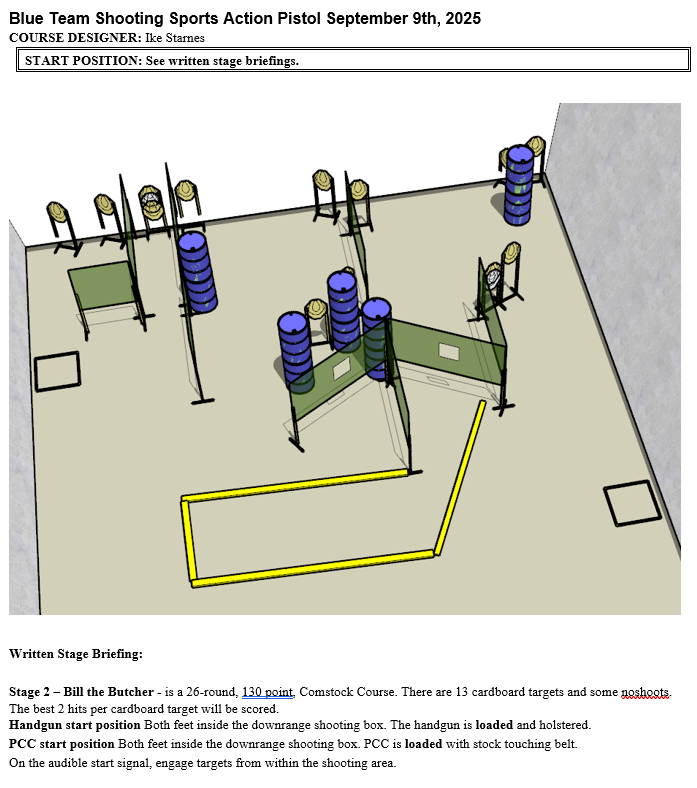 Blue Team Shooting Sports Action Pistol September 9th, 2025
COURSE DESIGNER: Ike Starnes
START POSITION: See written stage briefings.
Written Stage Briefing:
Stage 2 – Bill the Butcher - is a 26-round, 130 point, Comstock Course. There are 13 cardboard targets and some noshoots.
The best 2 hits per cardboard target will be scored.
Handgun start position Both feet inside the downrange shooting box. The handgun is loaded and holstered.
PCC start position Both feet inside the downrange shooting box. PCC is loaded with stock touching belt.
On the audible start signal, engage targets from within the shooting area.